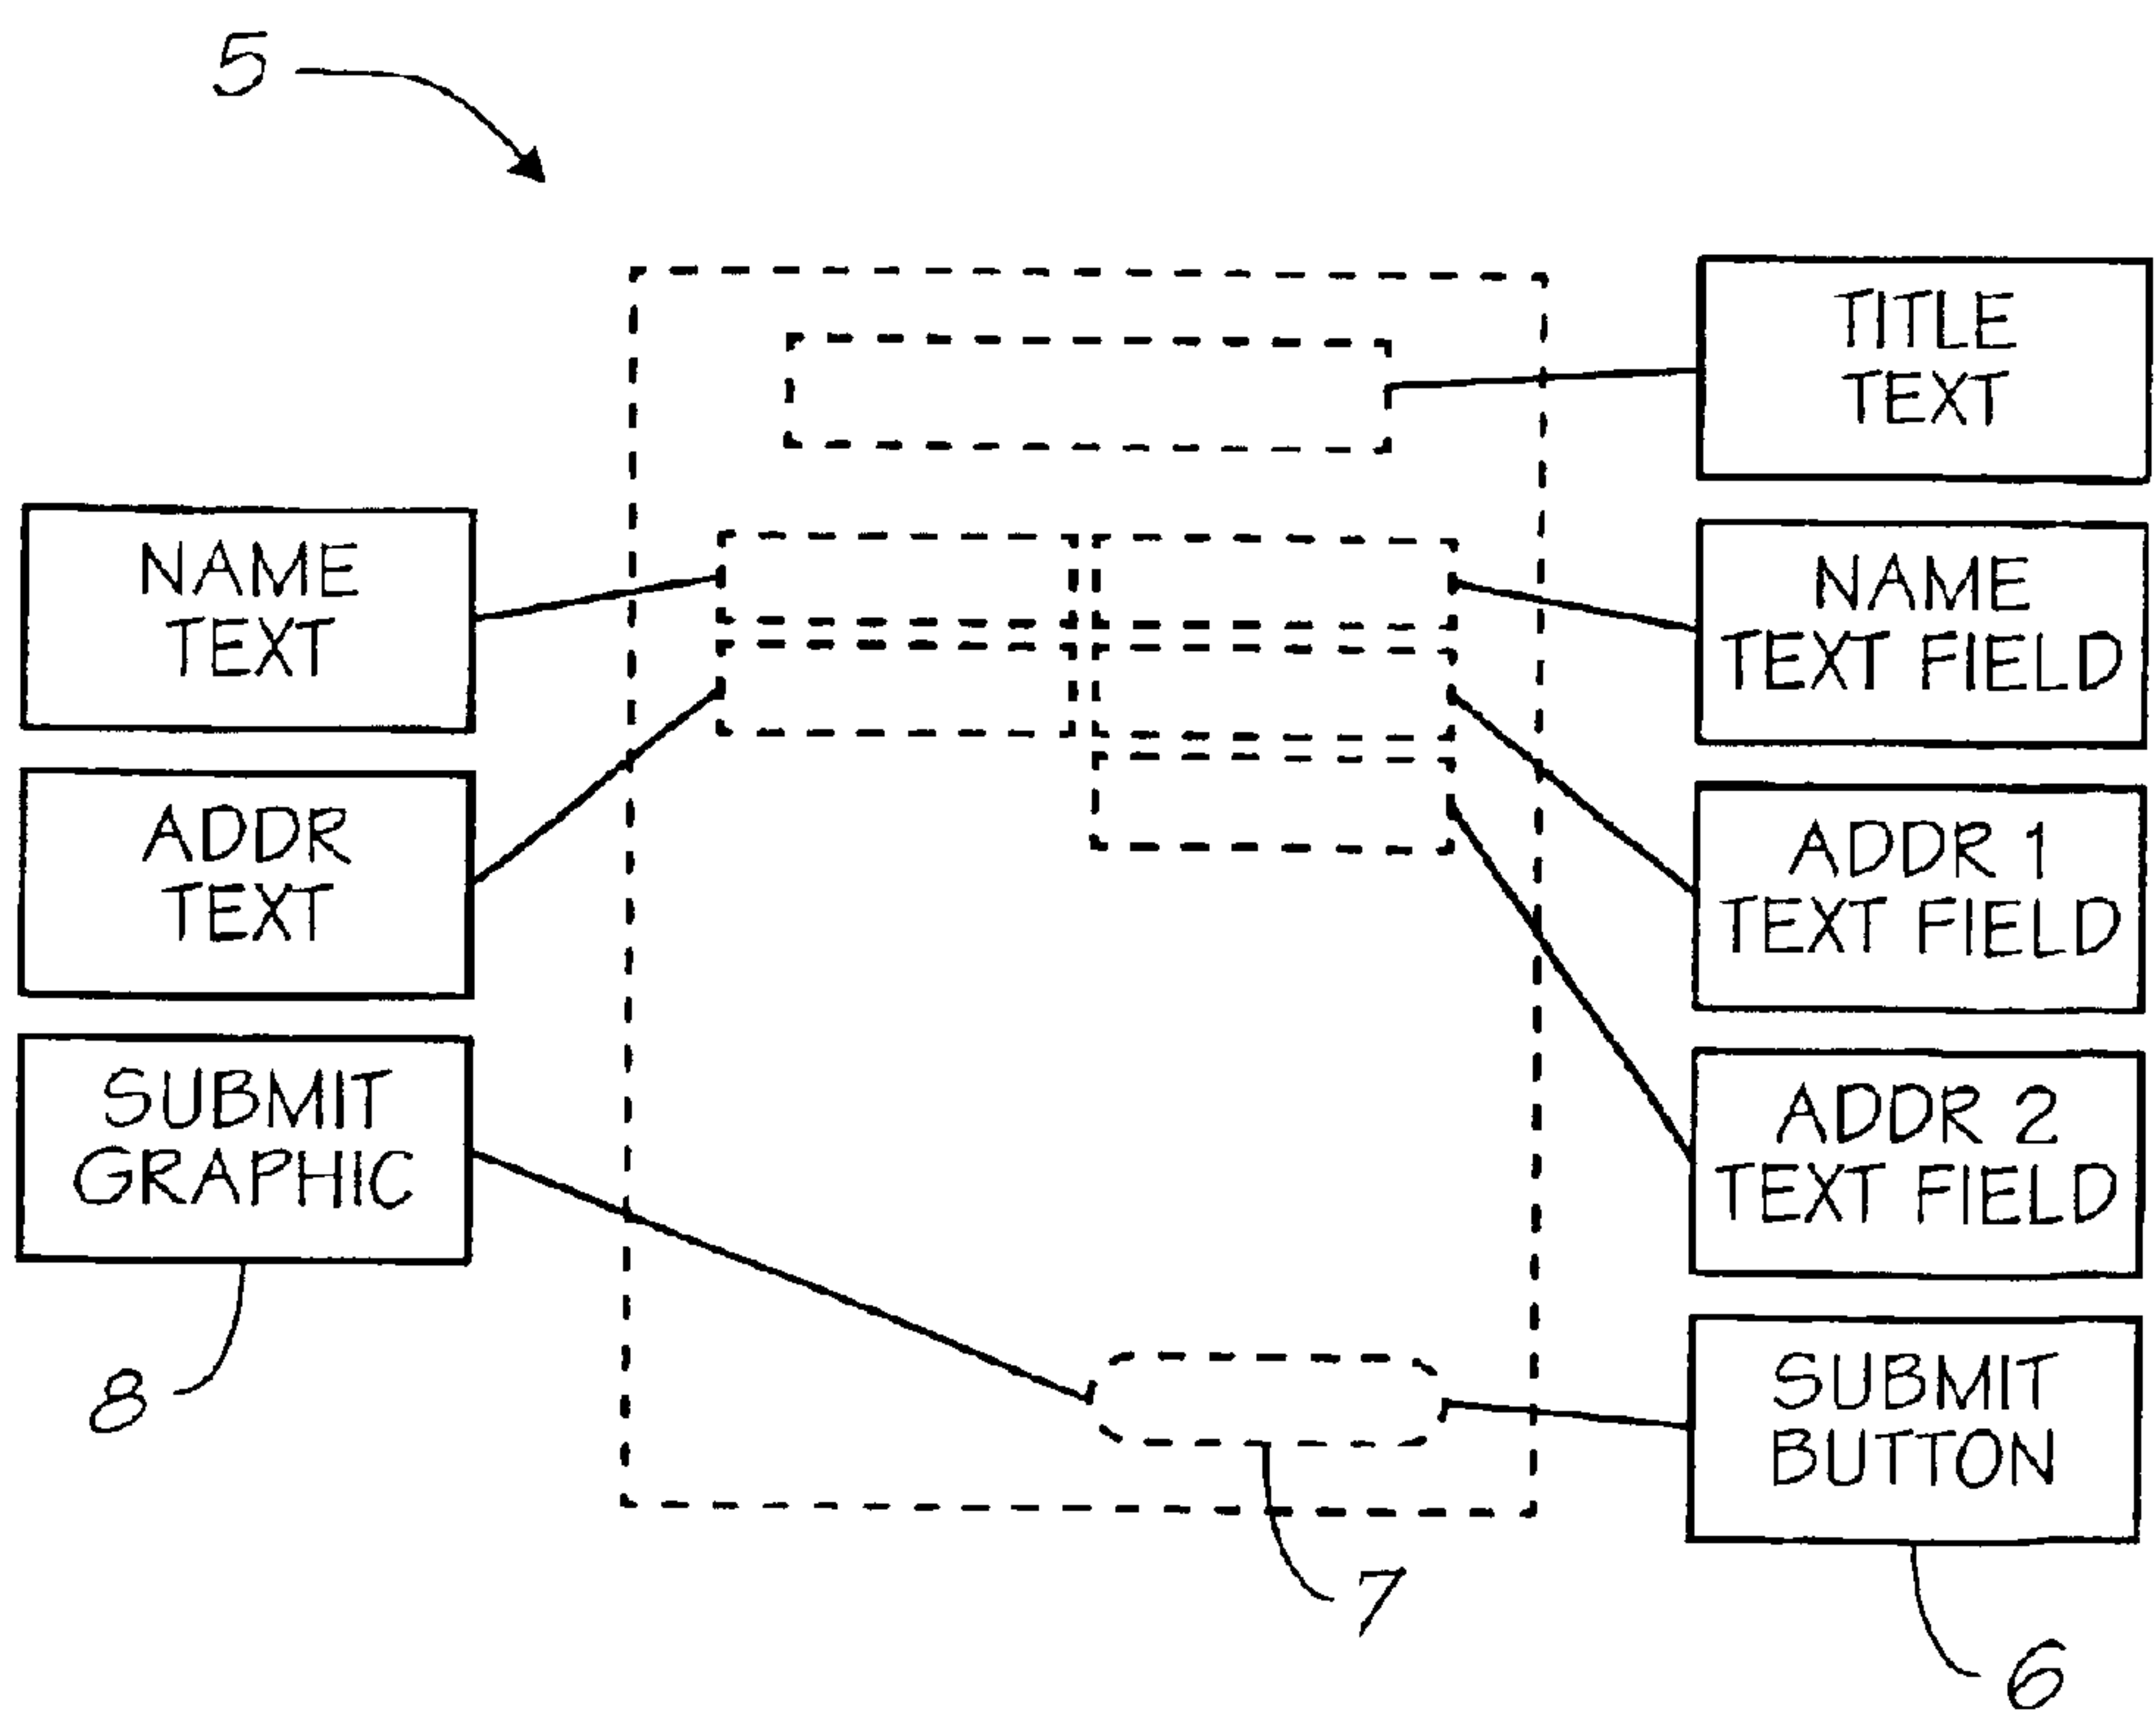 5
TITLE
TEXT
NAME
TEXT
NAME
TEXT FIELD
ADDR
TEXT
ADDR 1
TEXT FIELD
SUBMIT
GRAPHIC
ADDR 2
TEXT FIELD
SUBMIT
BUTTON
8
7
6